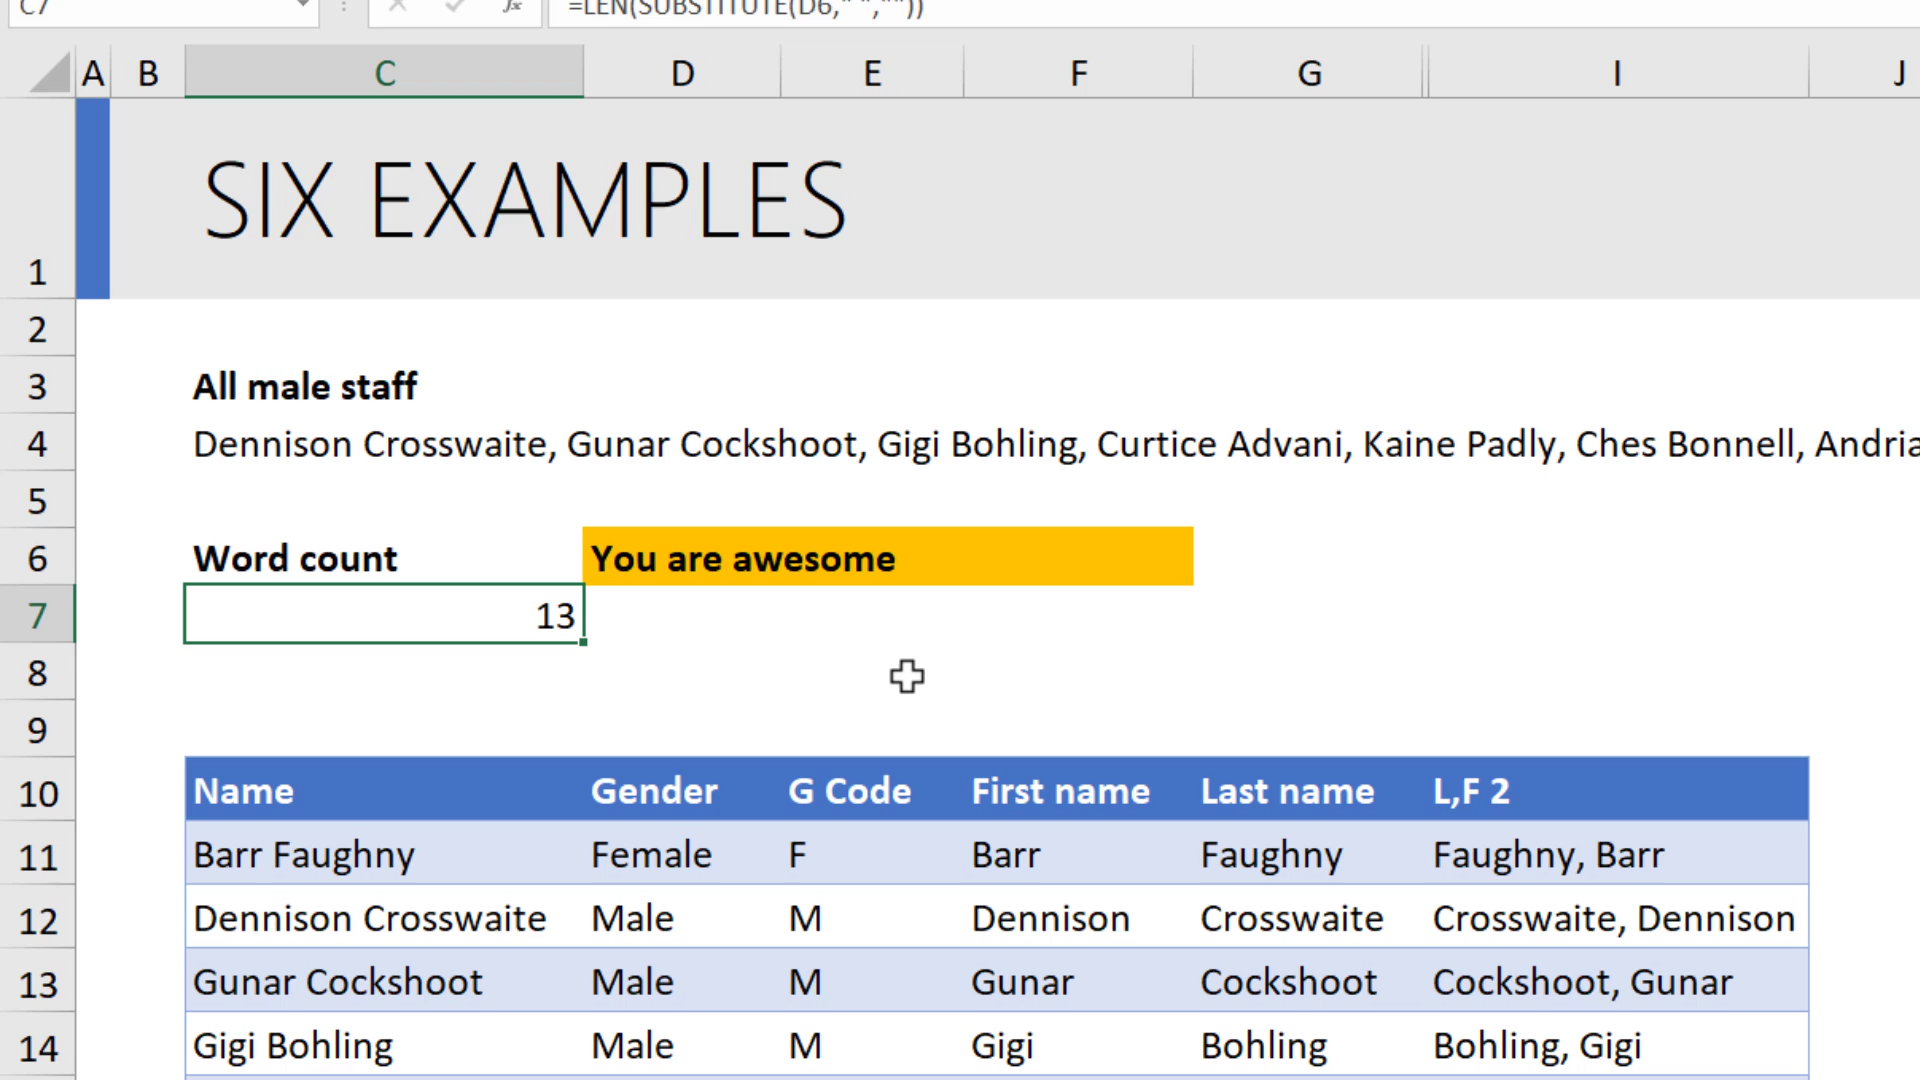 C7 fx =LEN(SUBSTITUTE(D6," ",""))
A B C D E F G I J
1 SIX EXAMPLES
2
3 All male staff
4 Dennison Crosswaite, Gunar Cockshoot, Gigi Bohling, Curtice Advani, Kaine Padly, Ches Bonnell, Andria
5
6 Word count You are awesome
7 13
8
9
10 Name Gender G Code First name Last name L,F 2
11 Barr Faughny Female F Barr Faughny Faughny, Barr
12 Dennison Crosswaite Male M Dennison Crosswaite Crosswaite, Dennison
13 Gunar Cockshoot Male M Gunar Cockshoot Cockshoot, Gunar
14 Gigi Bohling Male M Gigi Bohling Bohling, Gigi